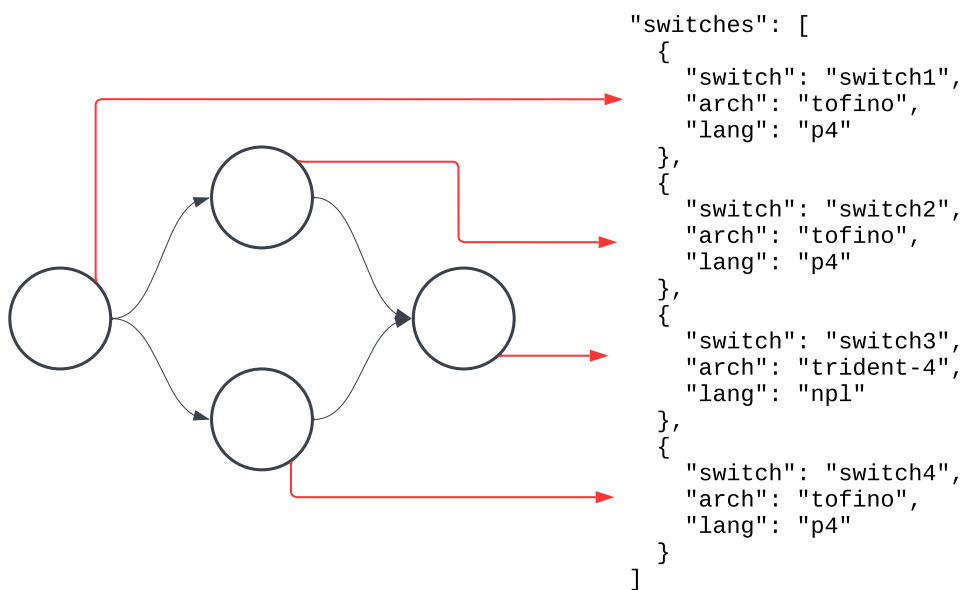 "switches": [
  {
    "switch": "switch1",
    "arch": "tofino",
    "lang": "p4"
  },
  {
    "switch": "switch2",
    "arch": "tofino",
    "lang": "p4"
  },
  {
    "switch": "switch3",
    "arch": "trident-4",
    "lang": "npl"
  },
  {
    "switch": "switch4",
    "arch": "tofino",
    "lang": "p4"
  }
]